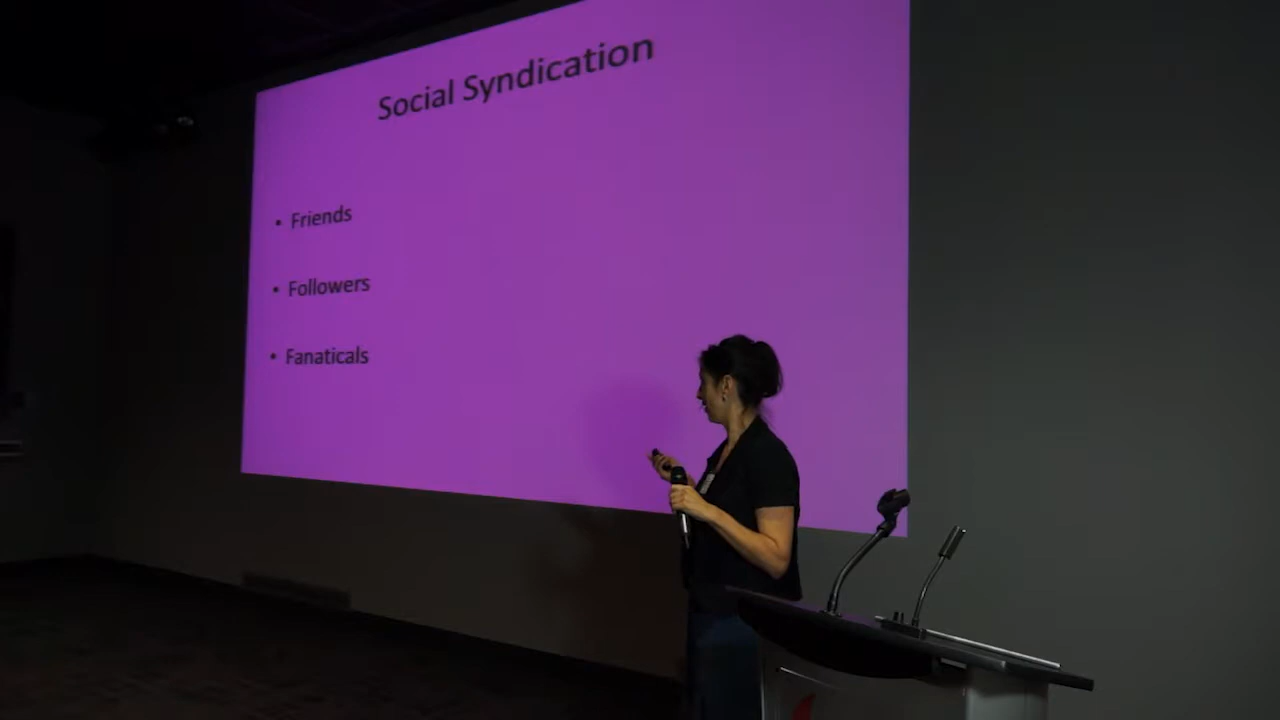 Social Syndication
• Friends
• Followers
• Fanaticals